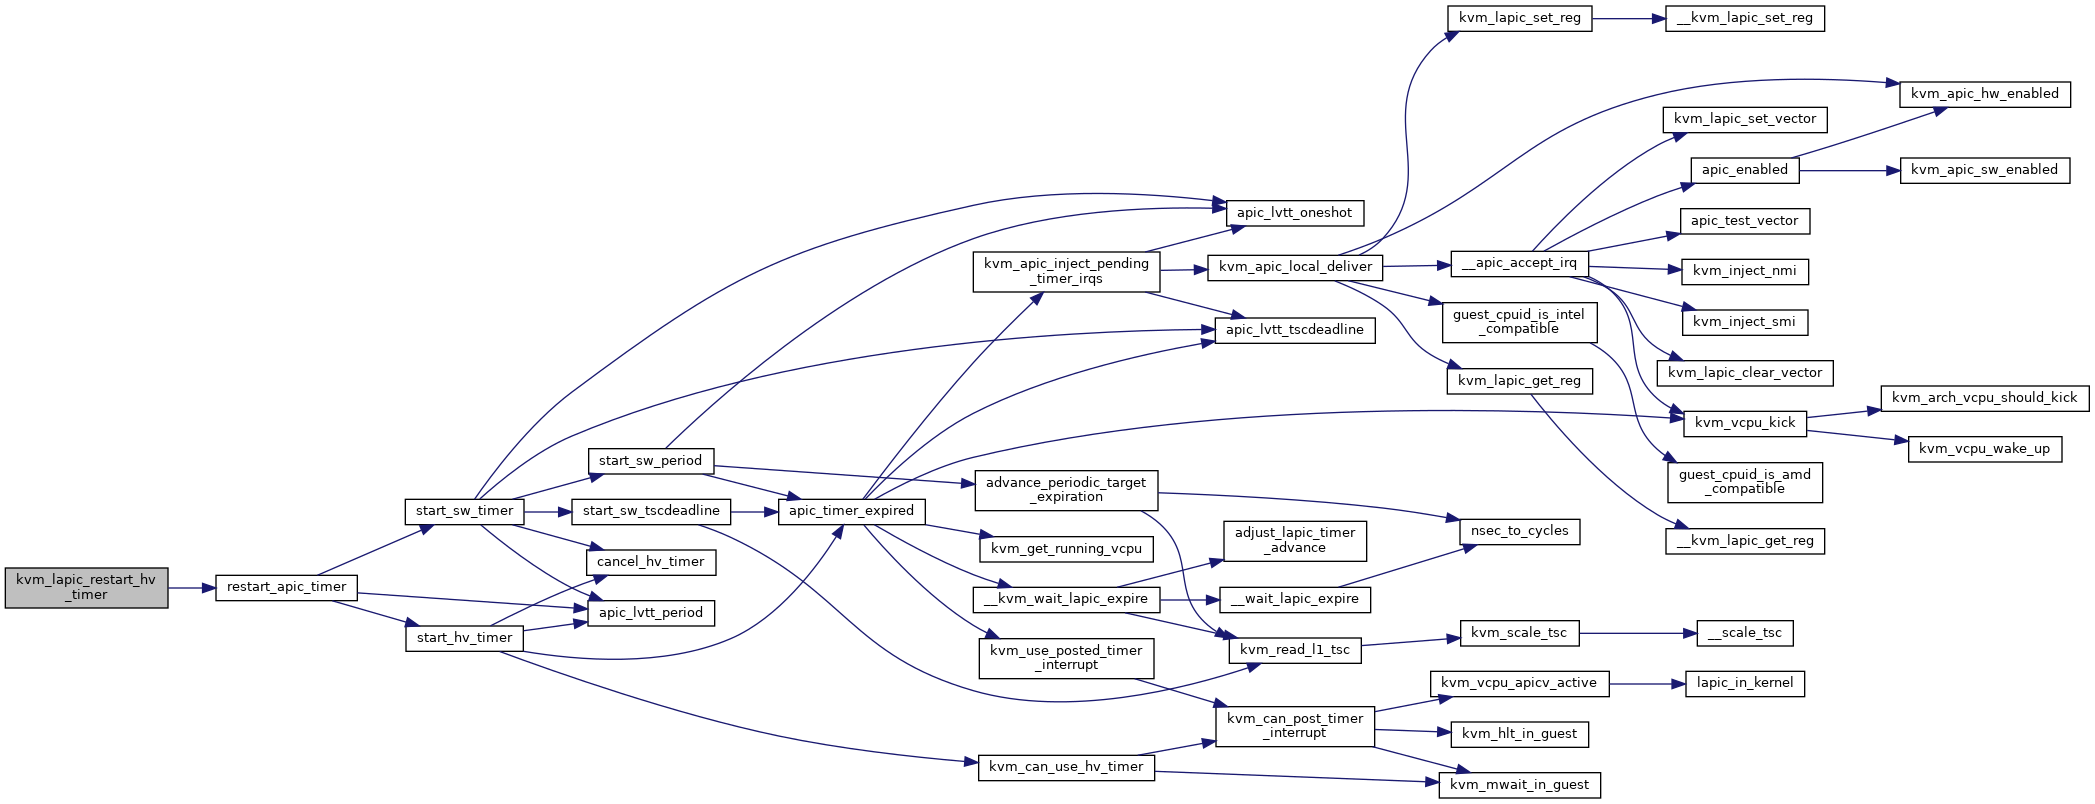 kvm_lapic_restart_hv
_timer
restart_apic_timer
start_sw_timer
start_hv_timer
start_sw_period
start_sw_tscdeadline
cancel_hv_timer
apic_lvtt_period
apic_timer_expired
kvm_apic_inject_pending
_timer_irqs
advance_periodic_target
_expiration
kvm_get_running_vcpu
__kvm_wait_lapic_expire
kvm_use_posted_timer
_interrupt
kvm_can_use_hv_timer
apic_lvtt_oneshot
kvm_apic_local_deliver
apic_lvtt_tscdeadline
adjust_lapic_timer
_advance
__wait_lapic_expire
kvm_read_l1_tsc
kvm_can_post_timer
_interrupt
kvm_lapic_set_reg
__apic_accept_irq
guest_cpuid_is_intel
_compatible
kvm_lapic_get_reg
nsec_to_cycles
kvm_scale_tsc
kvm_vcpu_apicv_active
kvm_hlt_in_guest
kvm_mwait_in_guest
__kvm_lapic_set_reg
kvm_lapic_set_vector
apic_enabled
apic_test_vector
kvm_inject_nmi
kvm_inject_smi
kvm_lapic_clear_vector
kvm_vcpu_kick
guest_cpuid_is_amd
_compatible
__kvm_lapic_get_reg
__scale_tsc
lapic_in_kernel
kvm_apic_hw_enabled
kvm_apic_sw_enabled
kvm_arch_vcpu_should_kick
kvm_vcpu_wake_up